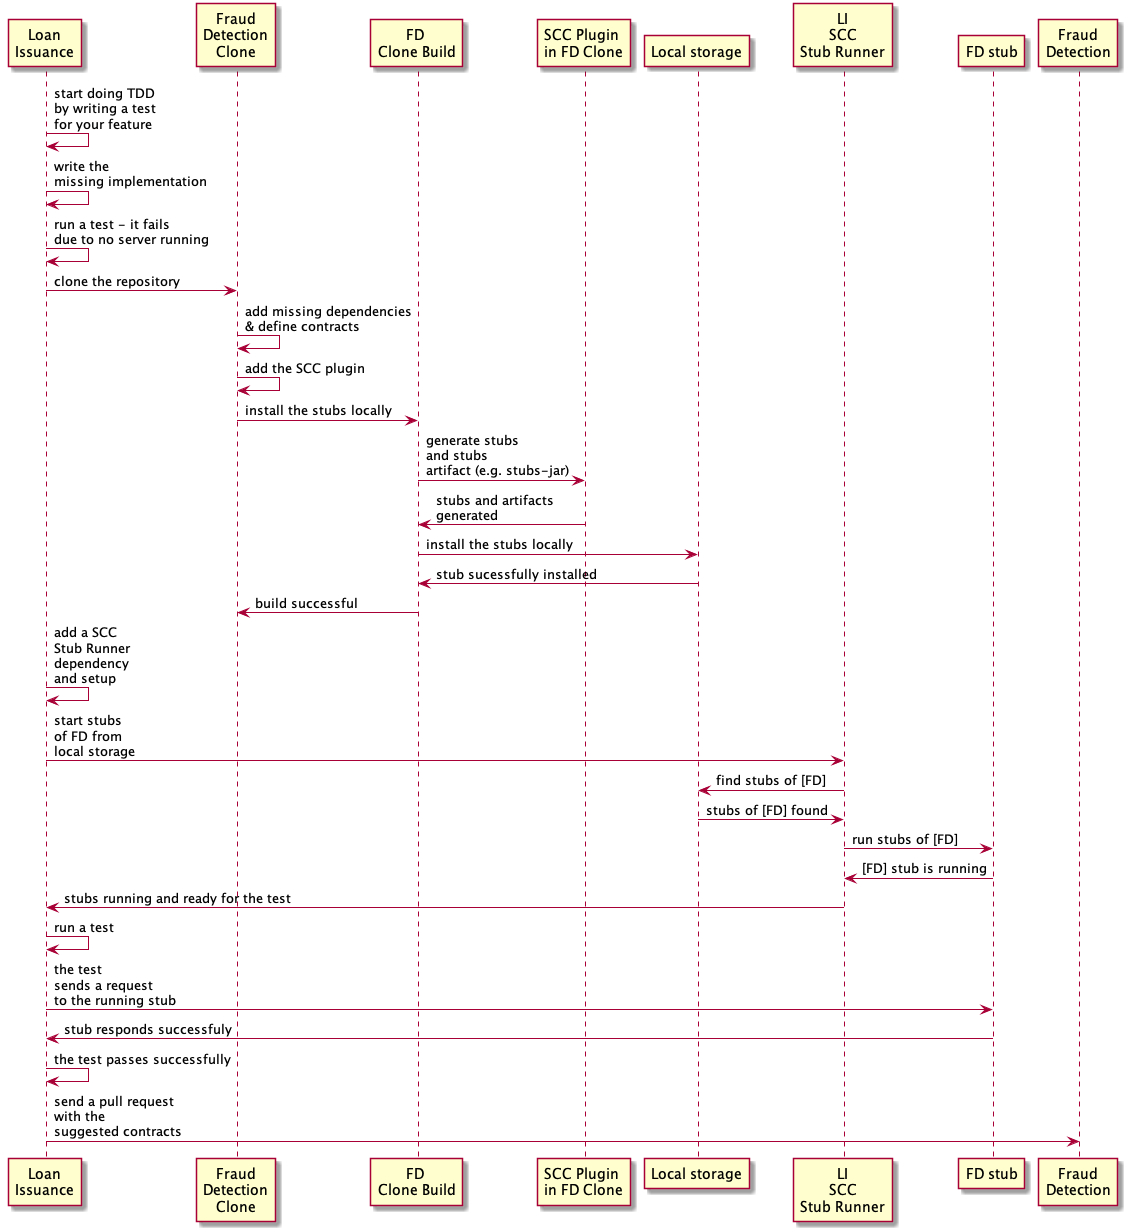 Loan
Issuance
Fraud
Detection
Clone
FD
Clone Build
SCC Plugin
in FD Clone
Local storage
LI
SCC
Stub Runner
FD stub
Fraud
Detection
start doing TDD
by writing a test
for your feature
write the
missing implementation
run a test - it fails
due to no server running
clone the repository
add missing dependencies
& define contracts
add the SCC plugin
install the stubs locally
generate stubs
and stubs
artifact (e.g. stubs-jar)
stubs and artifacts
generated
install the stubs locally
stub sucessfully installed
build successful
add a SCC
Stub Runner
dependency
and setup
start stubs
of FD from
local storage
find stubs of [FD]
stubs of [FD] found
run stubs of [FD]
[FD] stub is running
stubs running and ready for the test
run a test
the test
sends a request
to the running stub
stub responds successfuly
the test passes successfully
send a pull request
with the
suggested contracts
Loan
Issuance
Fraud
Detection
Clone
FD
Clone Build
SCC Plugin
in FD Clone
Local storage
LI
SCC
Stub Runner
FD stub
Fraud
Detection